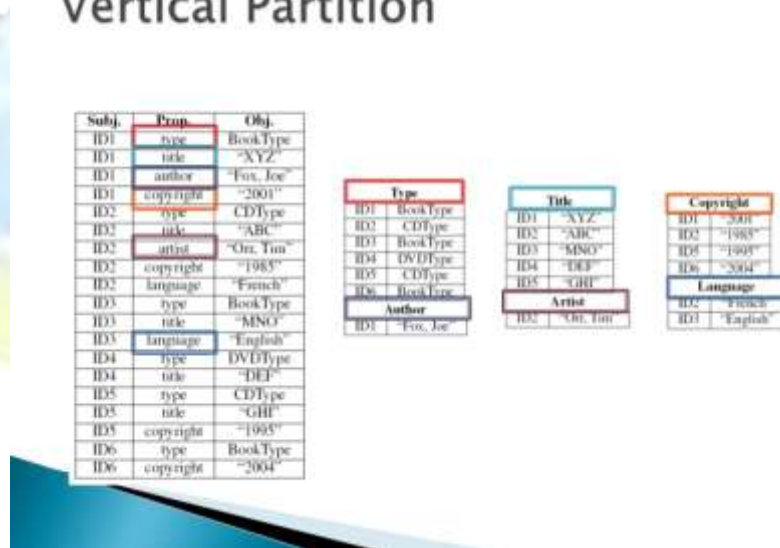 Vertical Partition
Subj. Prop. Obj.
ID1 type BookType
ID1 title "XYZ"
ID1 author "Fox, Joe"
ID1 copyright "2001"
ID2 type CDType
ID2 title "ABC"
ID2 artist "Orr, Tim"
ID2 copyright "1985"
ID2 language "French"
ID3 type BookType
ID3 title "MNO"
ID3 language "English"
ID4 type DVDType
ID4 title "DEF"
ID5 type CDType
ID5 title "GHI"
ID5 copyright "1995"
ID6 type BookType
ID6 copyright "2004"
Type
ID1 BookType
ID2 CDType
ID3 BookType
ID4 DVDType
ID5 CDType
ID6 BookType
Author
ID1 "Fox, Joe"
Title
ID1 "XYZ"
ID2 "ABC"
ID3 "MNO"
ID4 "DEF"
ID5 "GHI"
Artist
ID2 "Orr, Tim"
Copyright
ID1 "2001"
ID2 "1985"
ID5 "1995"
ID6 "2004"
Language
ID2 "French"
ID3 "English"